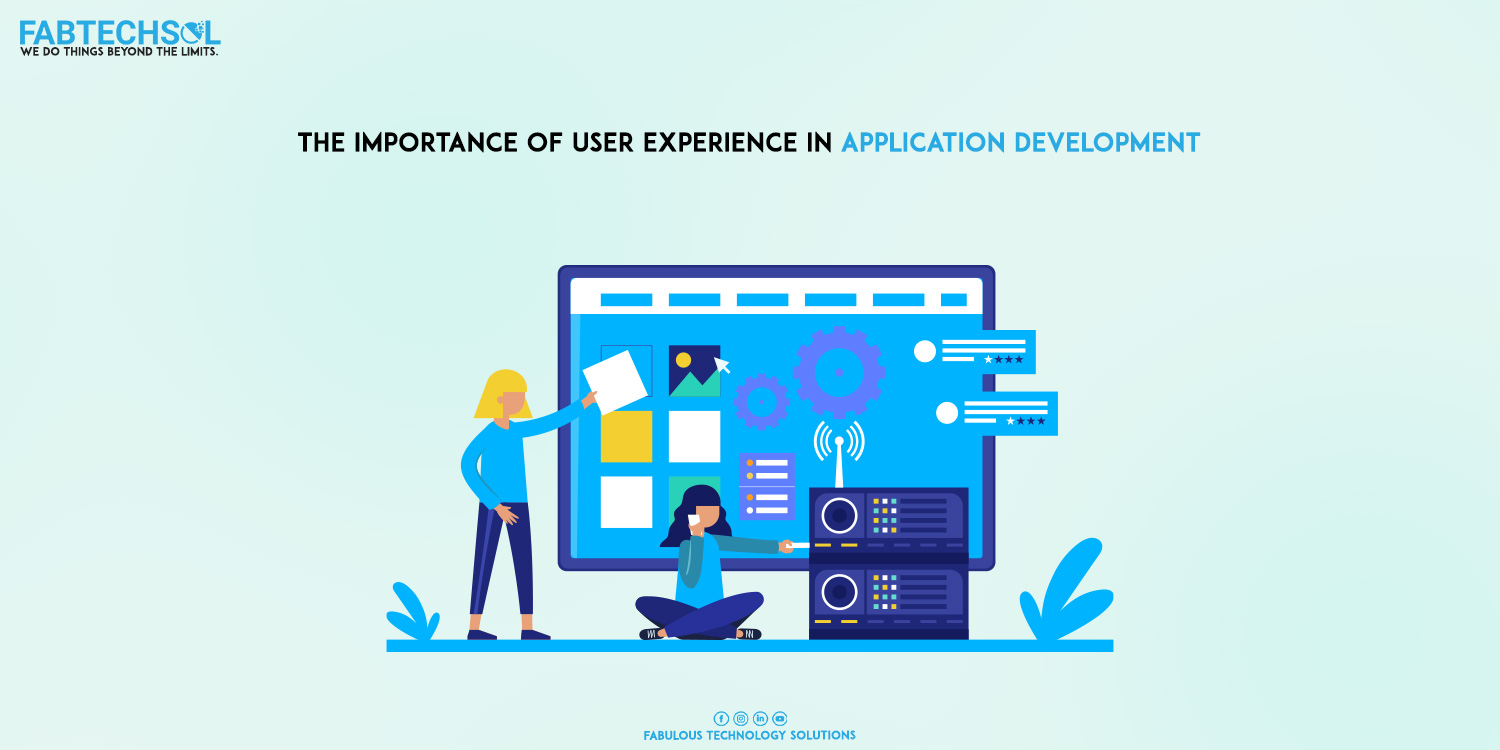 FABTECHSOL
WE DO THINGS BEYOND THE LIMITS.
THE IMPORTANCE OF USER EXPERIENCE IN APPLICATION DEVELOPMENT
FABULOUS TECHNOLOGY SOLUTIONS